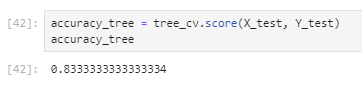 [42]: accuracy_tree = tree_cv.score(X_test, Y_test)
accuracy_tree
[42]: 0.8333333333333334